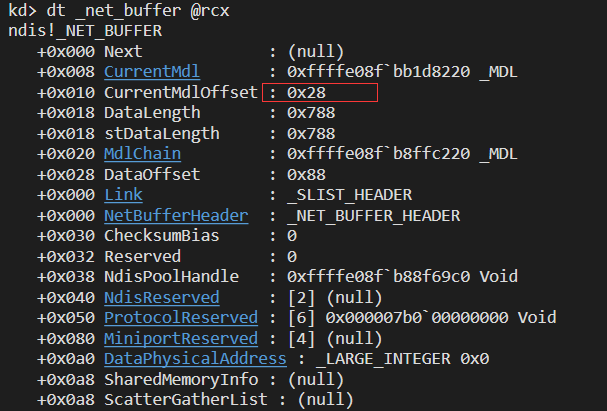 kd> dt _net_buffer @rcx
ndis!_NET_BUFFER
+0x000 Next : (null)
+0x008 CurrentMdl : 0xffffe08f`bb1d8220 _MDL
+0x010 CurrentMdlOffset : 0x28
+0x018 DataLength : 0x788
+0x018 stDataLength : 0x788
+0x020 MdlChain : 0xffffe08f`b8ffc220 _MDL
+0x028 DataOffset : 0x88
+0x000 Link : _SLIST_HEADER
+0x000 NetBufferHeader : _NET_BUFFER_HEADER
+0x030 ChecksumBias : 0
+0x032 Reserved : 0
+0x038 NdisPoolHandle : 0xffffe08f`b88f69c0 Void
+0x040 NdisReserved : [2] (null)
+0x050 ProtocolReserved : [6] 0x000007b0`00000000 Void
+0x080 MiniportReserved : [4] (null)
+0x0a0 DataPhysicalAddress : _LARGE_INTEGER 0x0
+0x0a8 SharedMemoryInfo : (null)
+0x0a8 ScatterGatherList : (null)